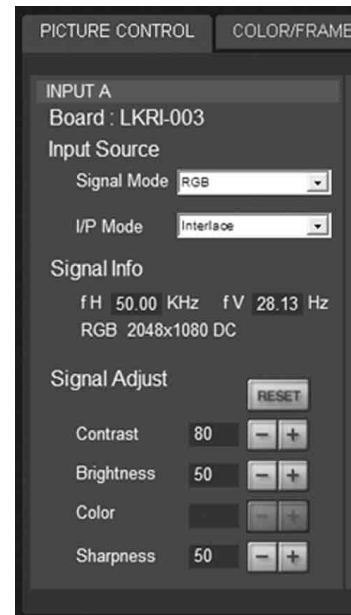 PICTURE CONTROL COLOR/FRAME
INPUT A
Board : LKRI-003
Input Source
Signal Mode RGB
I/P Mode Interlace
Signal Info
fH 50.00 KHz fV 28.13 Hz
RGB 2048x1080 DC
Signal Adjust
RESET
Contrast 80 - +
Brightness 50 - +
Color - +
Sharpness 50 - +